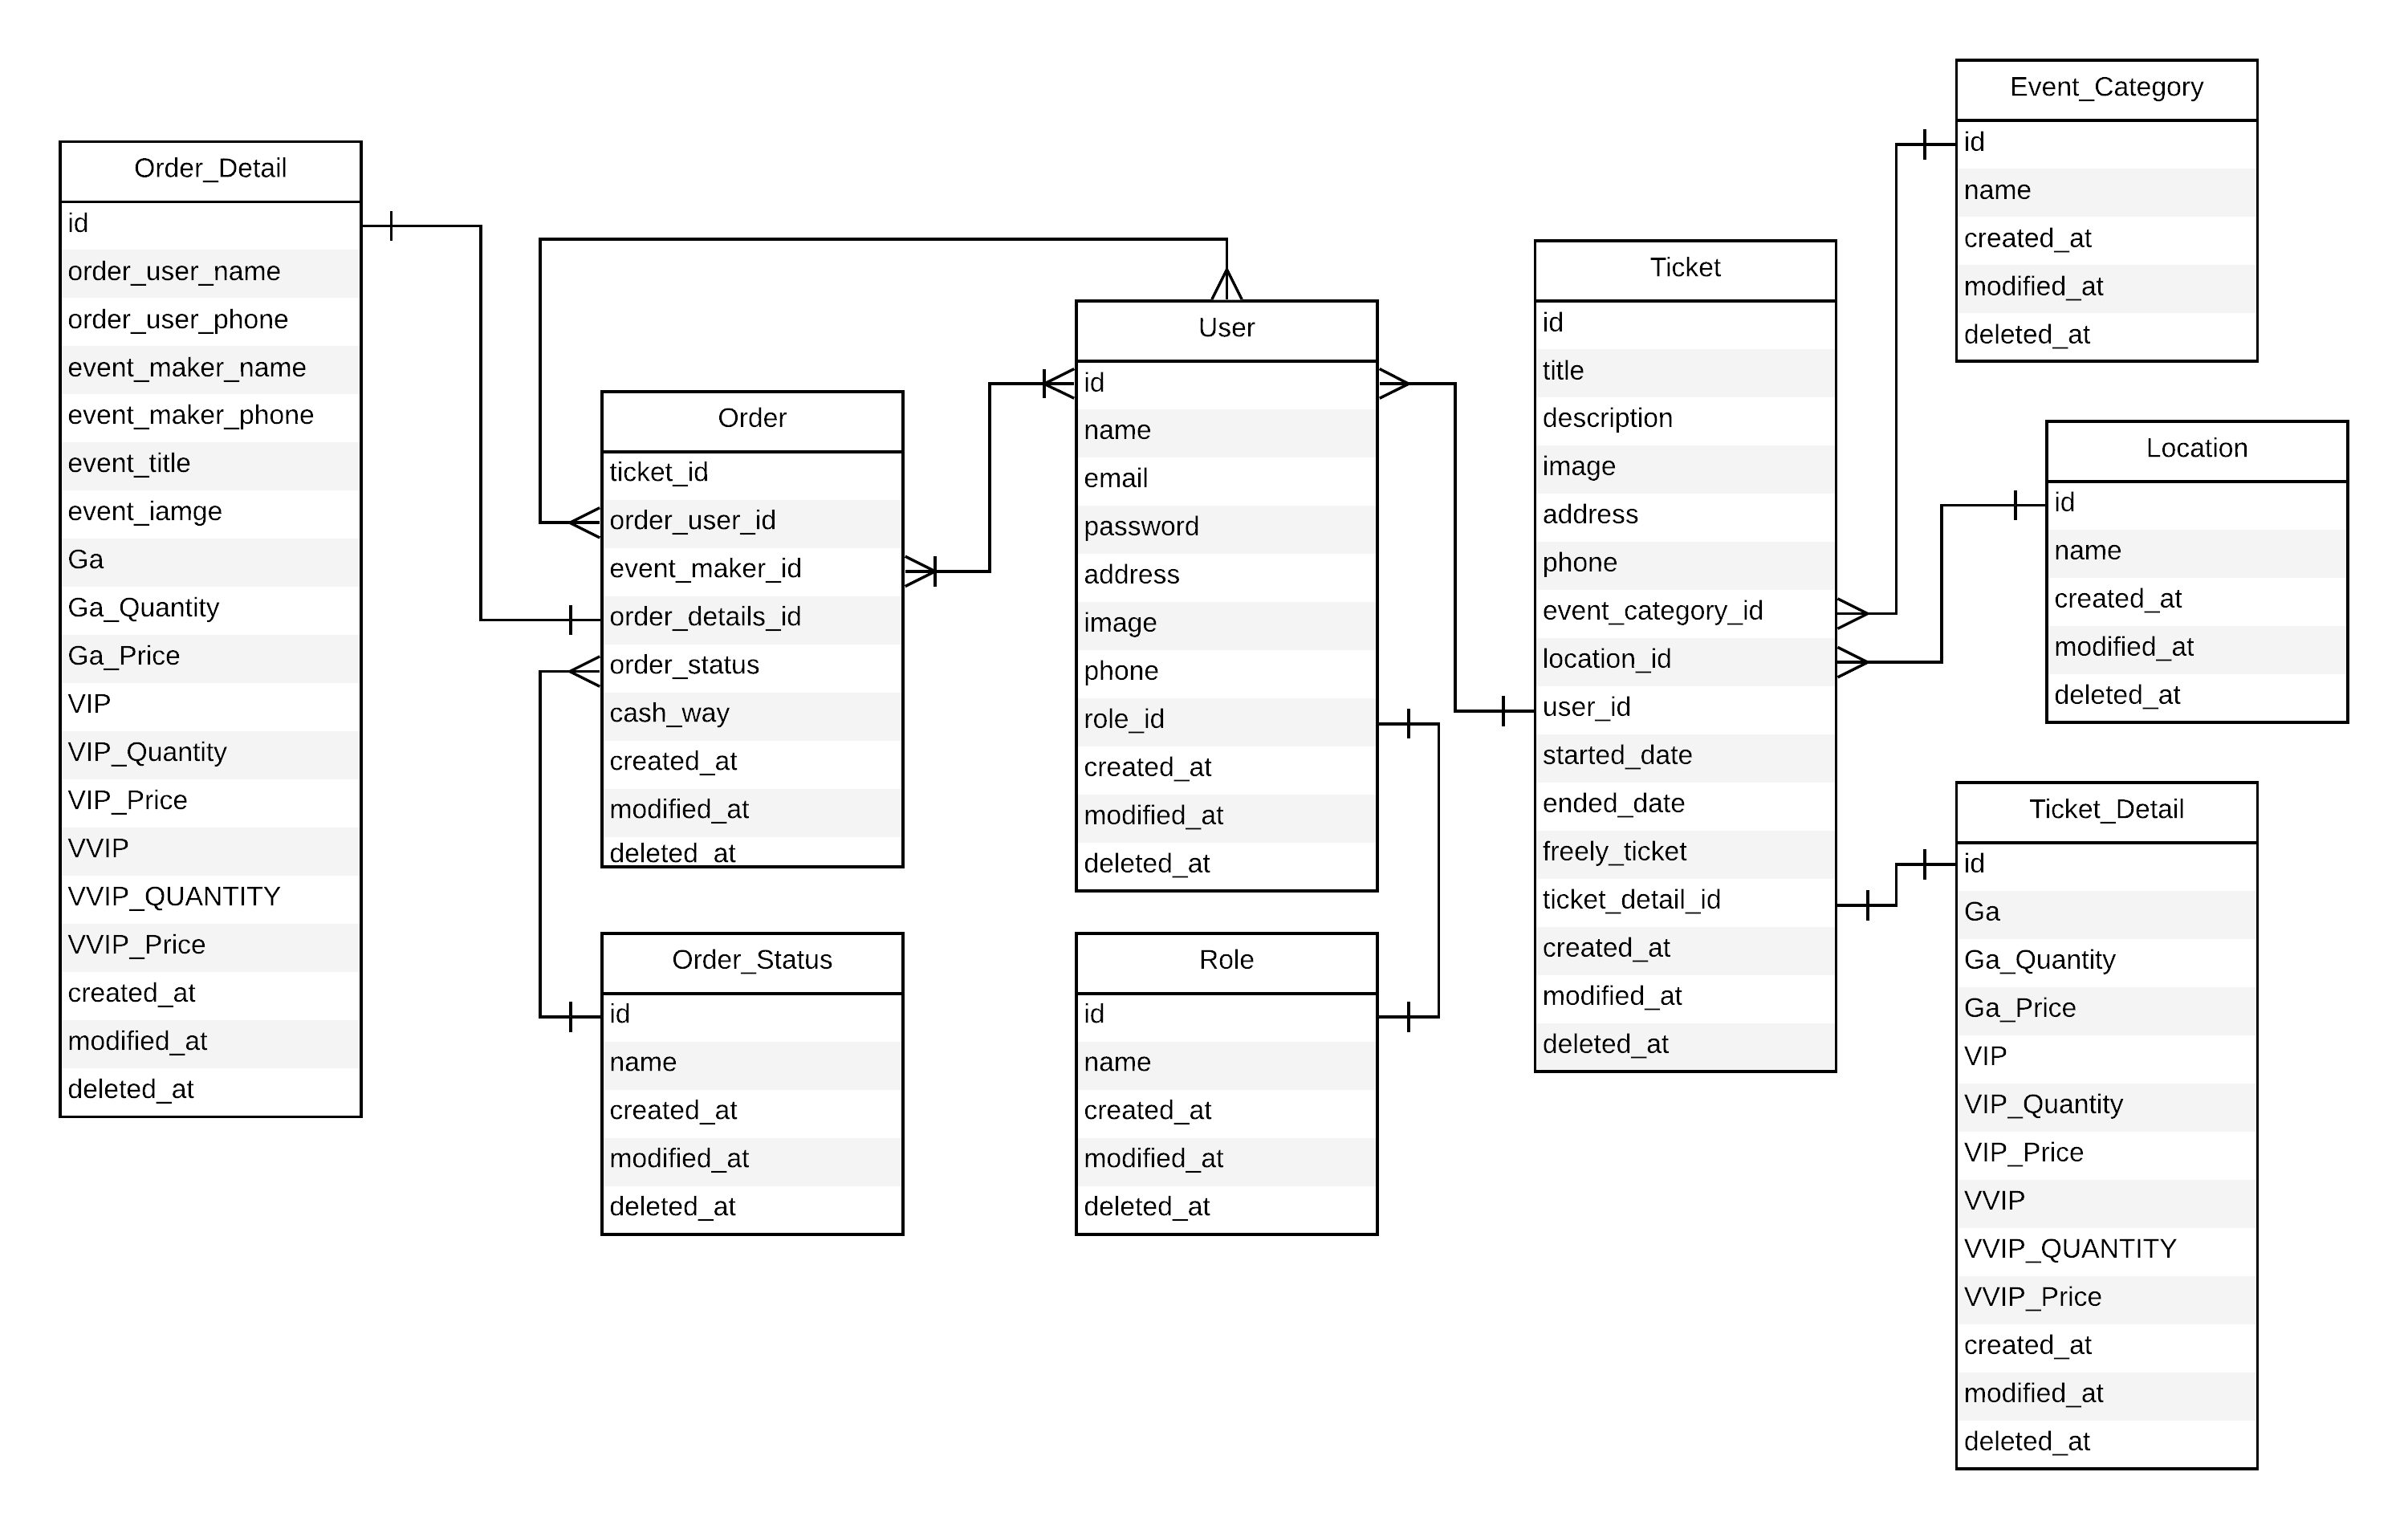 Order_Detail
id
order_user_name
order_user_phone
event_maker_name
event_maker_phone
event_title
event_iamge
Ga
Ga_Quantity
Ga_Price
VIP
VIP_Quantity
VIP_Price
VVIP
VVIP_QUANTITY
VVIP_Price
created_at
modified_at
deleted_at
Order
ticket_id
order_user_id
event_maker_id
order_details_id
order_status
cash_way
created_at
modified_at
deleted_at
Order_Status
id
name
created_at
modified_at
deleted_at
User
id
name
email
password
address
image
phone
role_id
created_at
modified_at
deleted_at
Role
id
name
created_at
modified_at
deleted_at
Ticket
id
title
description
image
address
phone
event_category_id
location_id
user_id
started_date
ended_date
freely_ticket
ticket_detail_id
created_at
modified_at
deleted_at
Event_Category
id
name
created_at
modified_at
deleted_at
Location
id
name
created_at
modified_at
deleted_at
Ticket_Detail
id
Ga
Ga_Quantity
Ga_Price
VIP
VIP_Quantity
VIP_Price
VVIP
VVIP_QUANTITY
VVIP_Price
created_at
modified_at
deleted_at